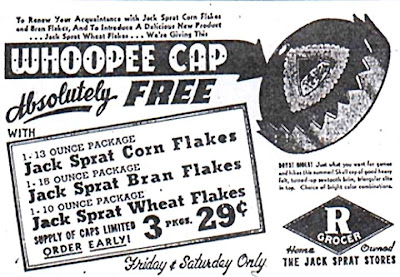 To Renew Your Acquaintance with Jack Sprat Corn Flakes
and Bran Flakes, And To Introduce a Delicious New Product
. . . Jack Sprat Wheat Flakes . . . We're Giving This
WHOOPEE CAP
Absolutely FREE
WITH
1 - 13 OUNCE PACKAGE
Jack Sprat Corn Flakes
1 - 15 OUNCE PACKAGE
Jack Sprat Bran Flakes
1 - 10 OUNCE PACKAGE
Jack Sprat Wheat Flakes
SUPPLY OF CAPS LIMITED
ORDER EARLY!
3 PKGS. 29¢
Friday & Saturday Only
BOYS! GIRLS! Just what you want for games
and hikes this summer! Skull cap of good heavy
felt, turned-up sawtooth brim, triangular slits
in top. Choice of bright color combinations.
R
GROCER
Home Owned
THE JACK SPRAT STORES